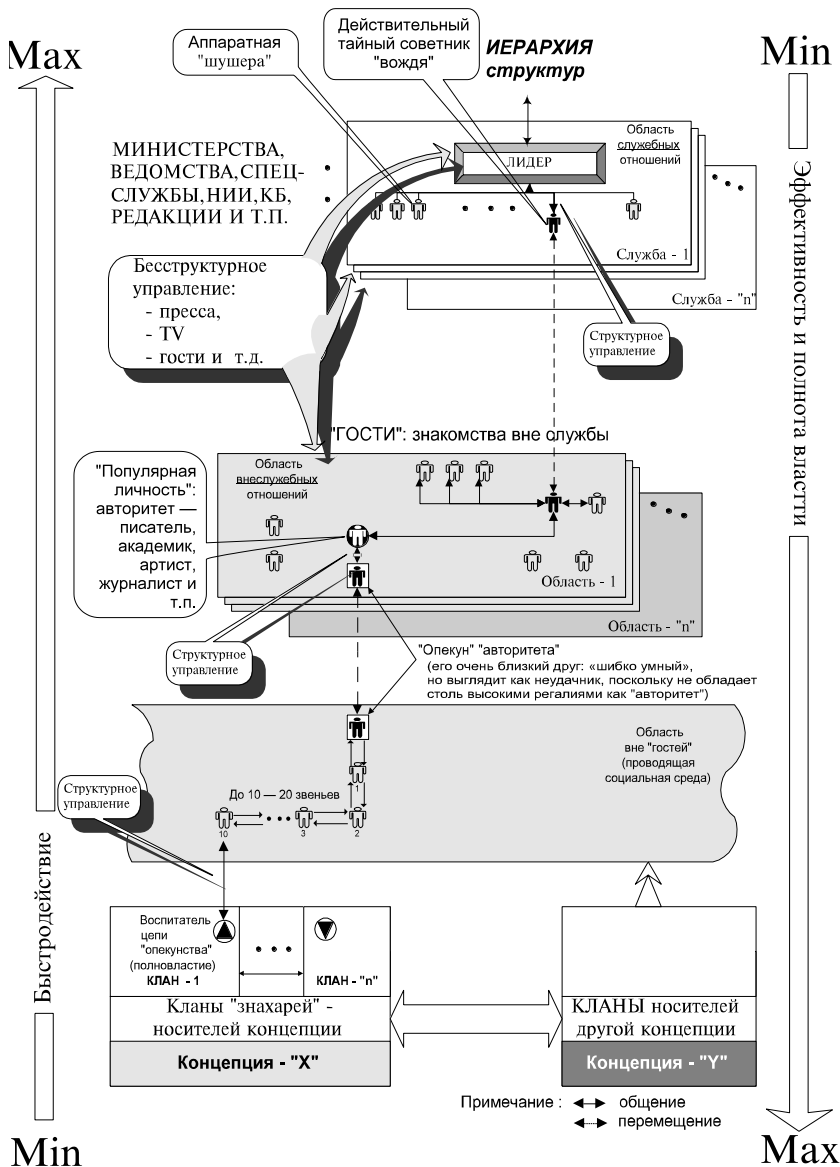 Max
Min
Аппаратная
"шушера"
Действительный
тайный советник
"вождя"
ИЕРАРХИЯ
структур
МИНИСТЕРСТВА,
ВЕДОМСТВА, СПЕЦ-
СЛУЖБЫ, НИИ, КБ,
РЕДАКЦИИ И Т.П.
Область
служебных
отношений
ЛИДЕР
Служба - 1
Служба - "n"
Бесструктурное
управление:
- пресса,
- TV
- гости и т.д.
Структурное
управление
Эффективность и полнота властти
"ГОСТИ": знакомства вне службы
Область
внеслужебных
отношений
"Популярная
личность":
авторитет —
писатель,
академик,
артист,
журналист и
т.п.
Область - 1
Область - "n"
Структурное
управление
"Опекун" "авторитета"
(его очень близкий друг: «шибко умный»,
но выглядит как неудачник, поскольку не обладает
столь высокими регалиями как "авторитет")
Область
вне "гостей"
(проводящая
социальная среда)
Структурное
управление
До 10 — 20 звеньев
1
10
3
2
Быстродействие
Воспитатель
цепи
"опекунства"
(полновластие)
КЛАН - 1
КЛАН - "n"
Кланы "знахарей" -
носителей концепции
Концепция - "X"
КЛАНЫ носителей
другой концепции
Концепция - "Y"
Примечание : общение
перемещение
Min
Max